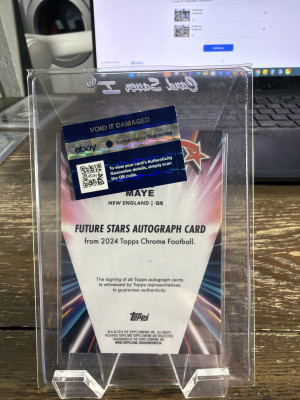 Card Saver I
VOID IF DAMAGED
ebay
Authenticity Guarantee
To view your card's Authenticity
Guarantee details, simply scan
the QR code.
MAYE
NEW ENGLAND | QB
FUTURE STARS AUTOGRAPH CARD
from 2024 Topps Chrome Football.
The signing of all Topps autograph cards
is witnessed by Topps representatives
to guarantee authenticity.
Topps